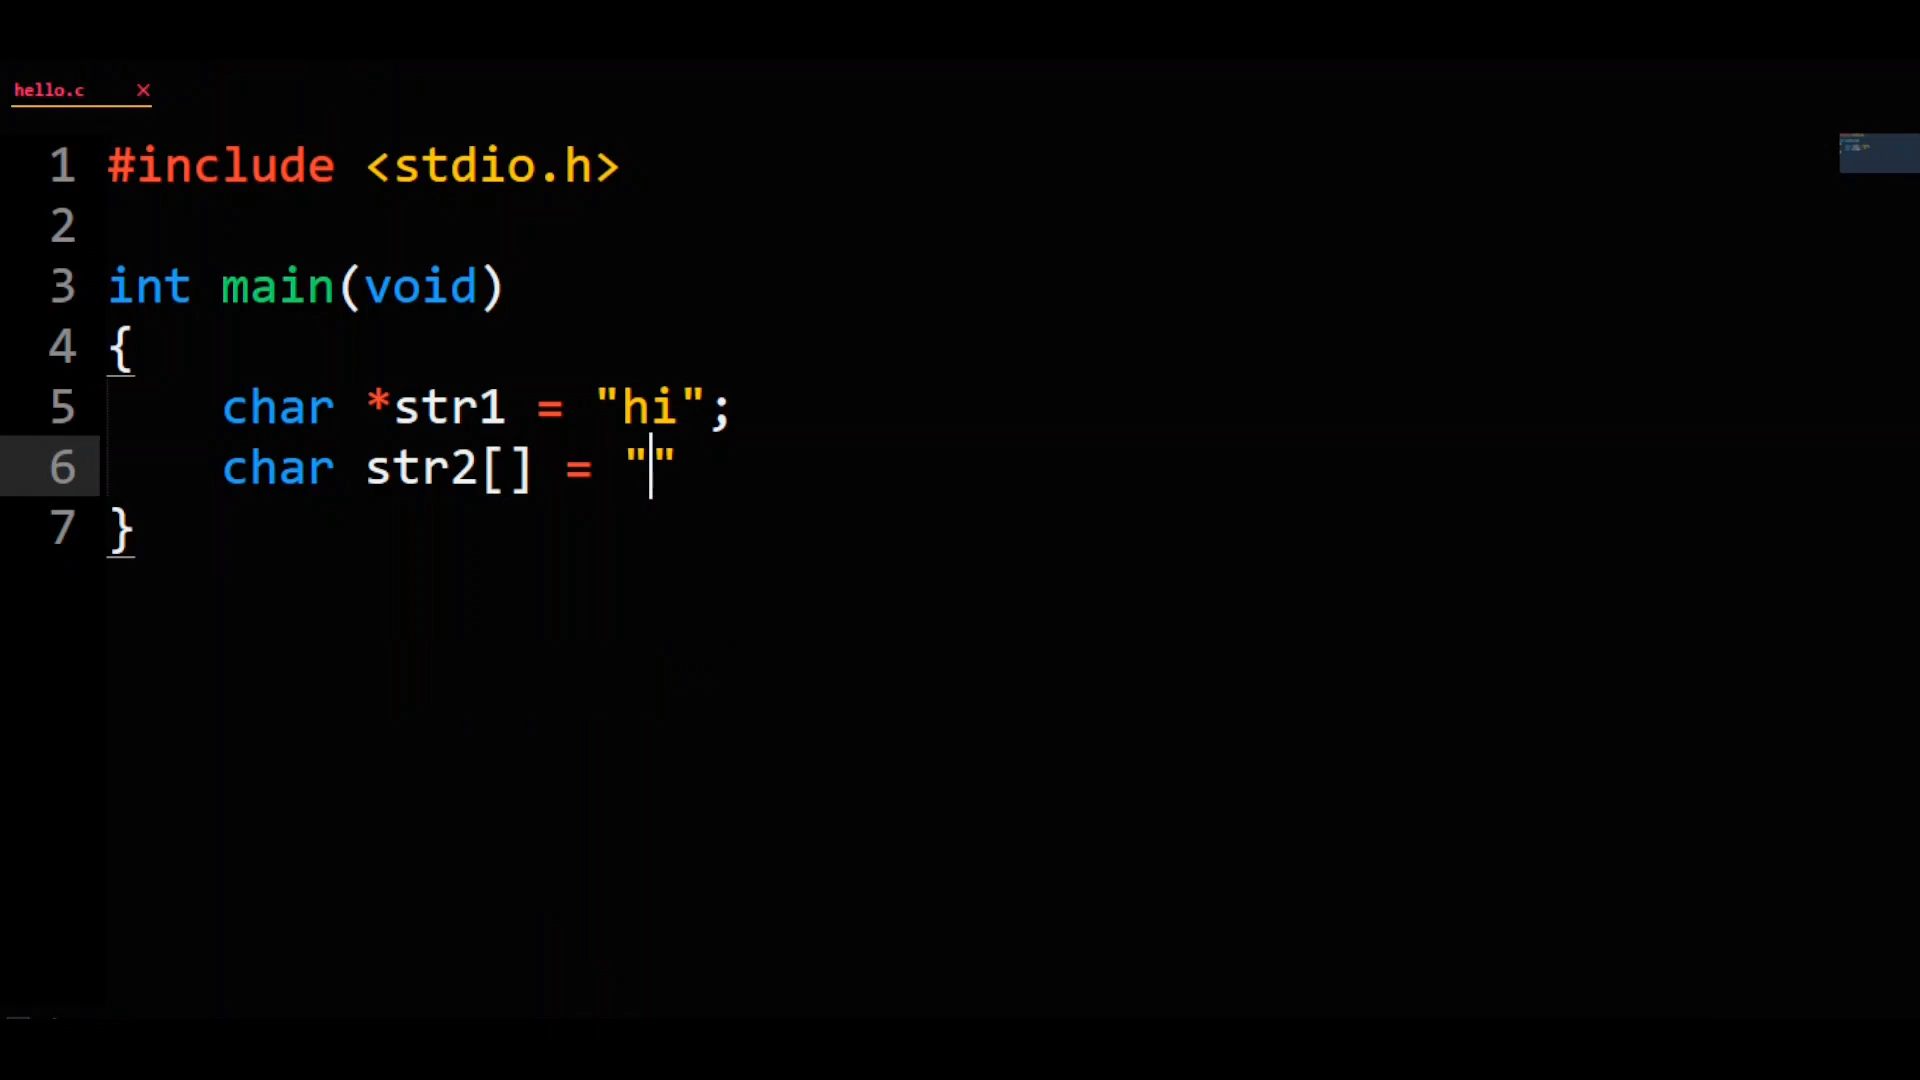 hello.c ×
1 #include <stdio.h>
2
3 int main(void)
4 {
5     char *str1 = "hi";
6     char str2[] = ""
7 }